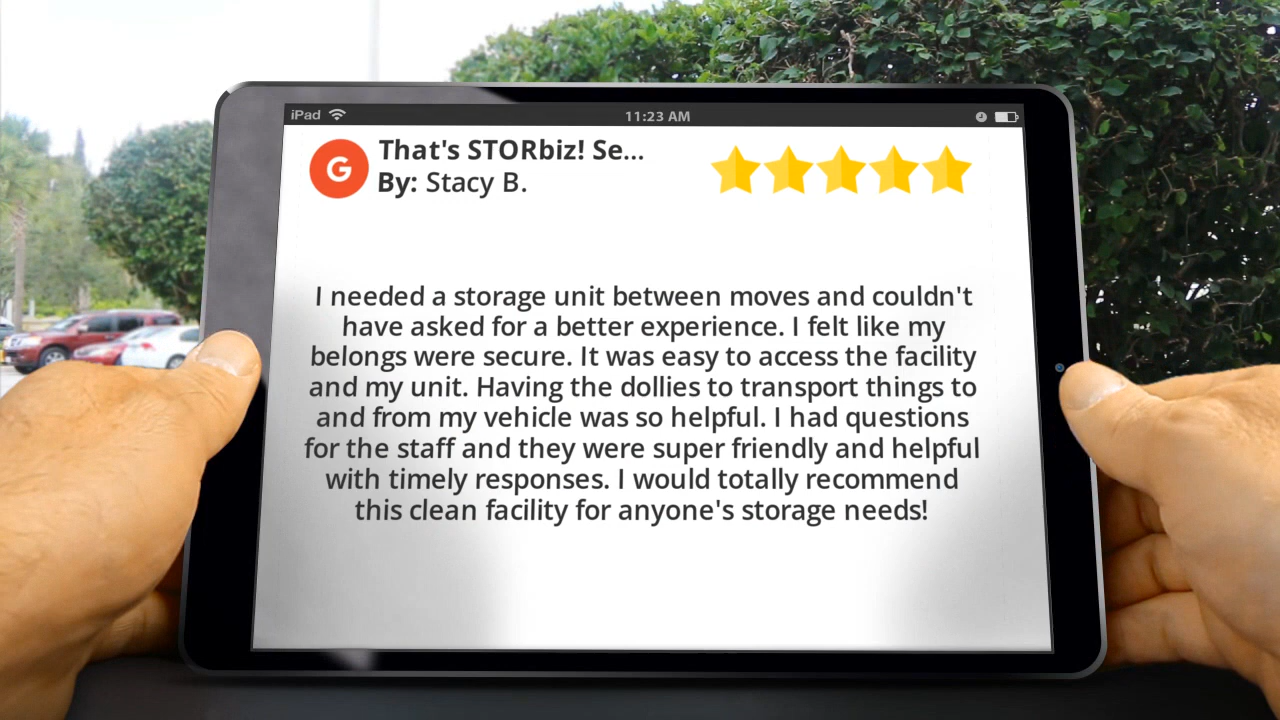 iPad 11:23 AM
G
That's STORbiz! Se...
By: Stacy B.
I needed a storage unit between moves and couldn't
have asked for a better experience. I felt like my
belongs were secure. It was easy to access the facility
and my unit. Having the dollies to transport things to
and from my vehicle was so helpful. I had questions
for the staff and they were super friendly and helpful
with timely responses. I would totally recommend
this clean facility for anyone's storage needs!